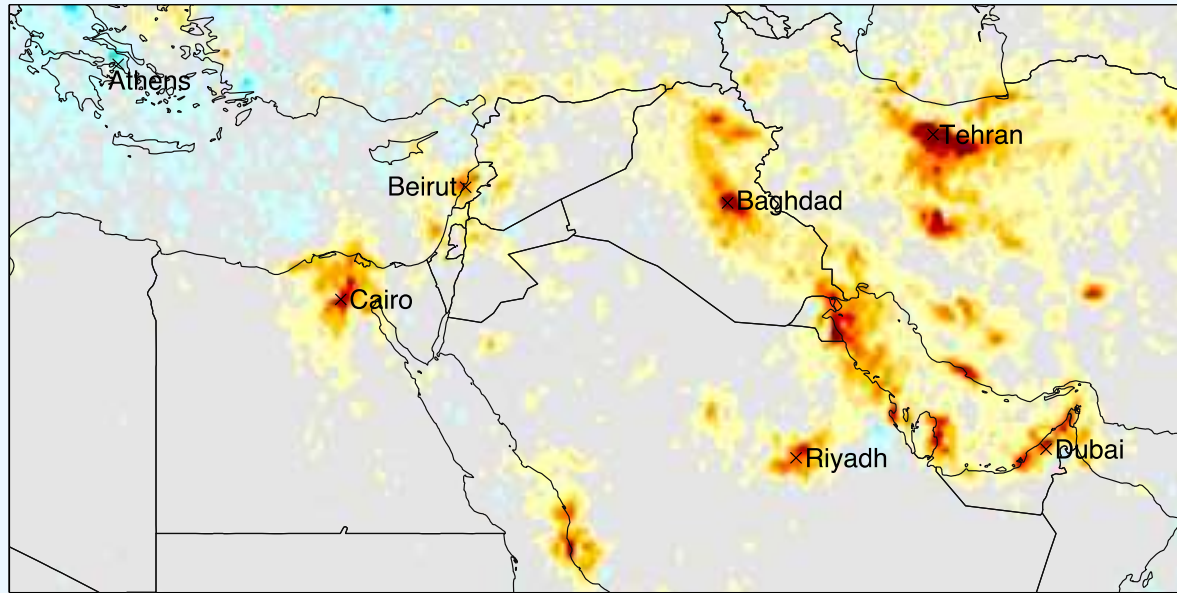 Athens
Tehran
Beirut
Baghdad
Cairo
Riyadh
Dubai